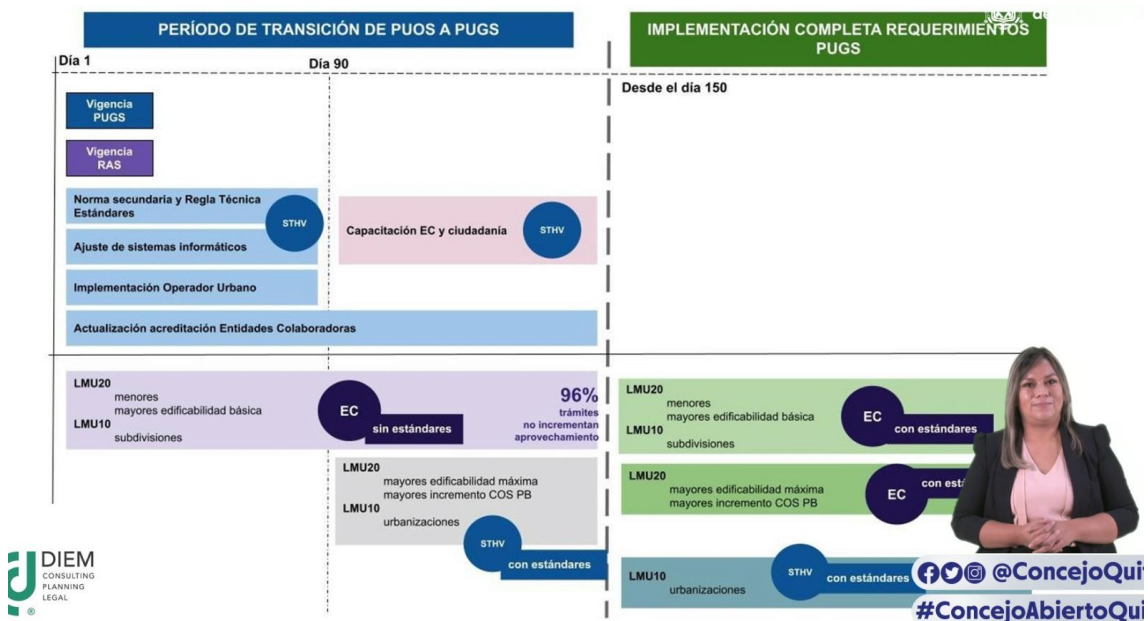 PERÍODO DE TRANSICIÓN DE PUOS A PUGS
IMPLEMENTACIÓN COMPLETA REQUERIMIENTOS
PUGS
Día 1
Día 90
Desde el día 150
Vigencia
PUGS
Vigencia
RAS
Norma secundaria y Regla Técnica
Estándares
STHV
Ajuste de sistemas informáticos
Capacitación EC y ciudadanía
STHV
Implementación Operador Urbano
Actualización acreditación Entidades Colaboradoras
LMU20
menores
mayores edificabilidad básica
LMU10
subdivisiones
EC
sin estándares
96%
trámites
no incrementan
aprovechamiento
LMU20
mayores edificabilidad máxima
mayores incremento COS PB
LMU10
urbanizaciones
STHV
con estándares
LMU20
menores
mayores edificabilidad básica
LMU10
subdivisiones
EC
con estándares
LMU20
mayores edificabilidad máxima
mayores incremento COS PB
EC
con está
LMU10
urbanizaciones
STHV
con estándares
DIEM
CONSULTING
PLANNING
LEGAL
®
@ConcejoQuit
#ConcejoAbiertoQui